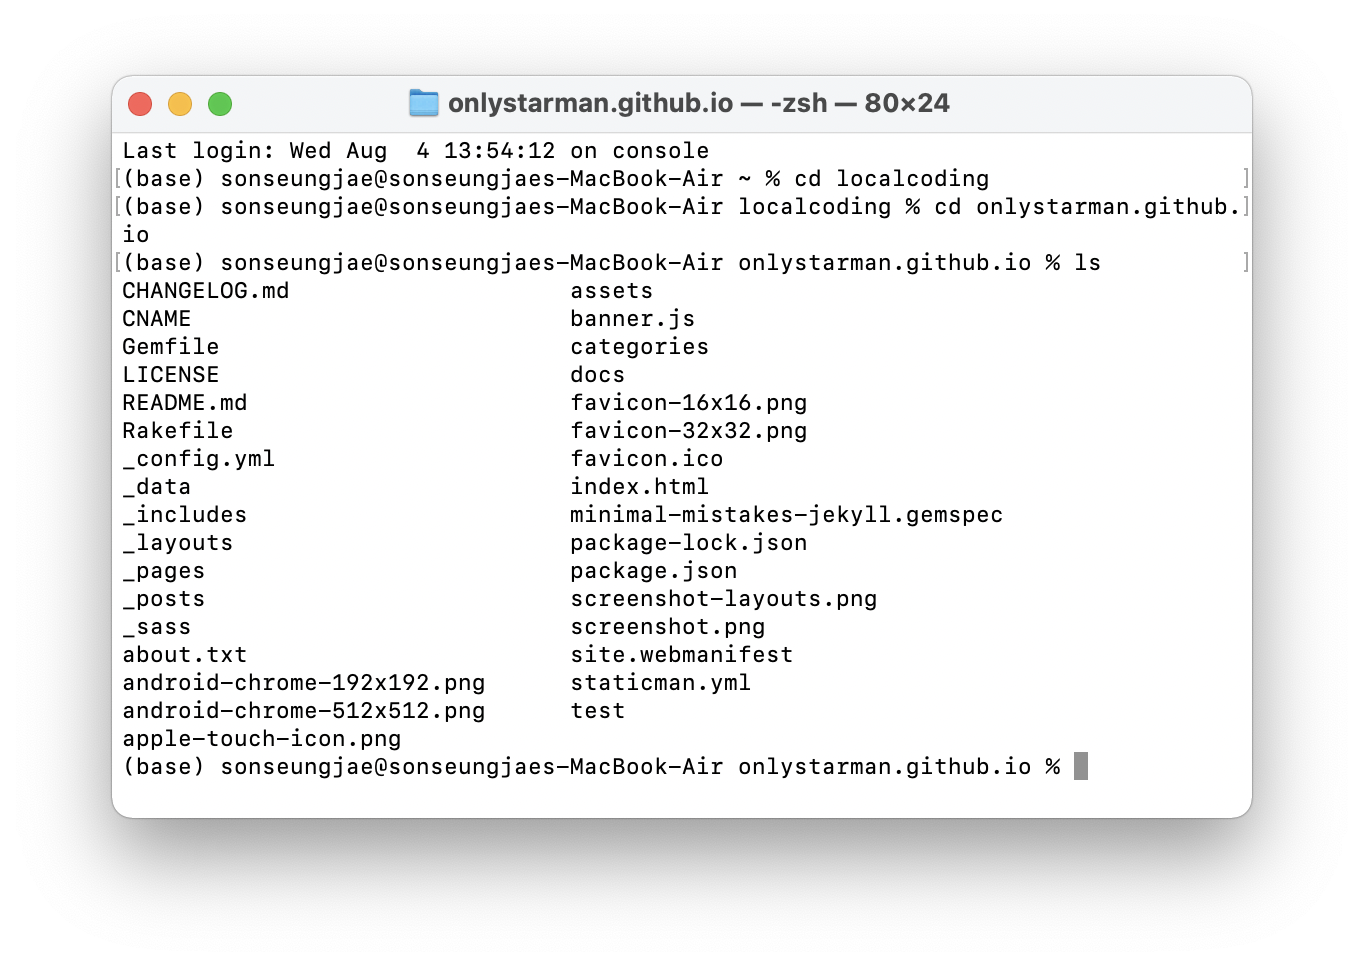 onlystarman.github.io — -zsh — 80×24
Last login: Wed Aug  4 13:54:12 on console
[(base) sonseungjae@sonseungjaes-MacBook-Air ~ % cd localcoding                  ]
[(base) sonseungjae@sonseungjaes-MacBook-Air localcoding % cd onlystarman.github.]
io
[(base) sonseungjae@sonseungjaes-MacBook-Air onlystarman.github.io % ls          ]
CHANGELOG.md                    assets
CNAME                           banner.js
Gemfile                         categories
LICENSE                         docs
README.md                       favicon-16x16.png
Rakefile                        favicon-32x32.png
_config.yml                     favicon.ico
_data                           index.html
_includes                       minimal-mistakes-jekyll.gemspec
_layouts                        package-lock.json
_pages                          package.json
_posts                          screenshot-layouts.png
_sass                           screenshot.png
about.txt                       site.webmanifest
android-chrome-192x192.png      staticman.yml
android-chrome-512x512.png      test
apple-touch-icon.png
(base) sonseungjae@sonseungjaes-MacBook-Air onlystarman.github.io %